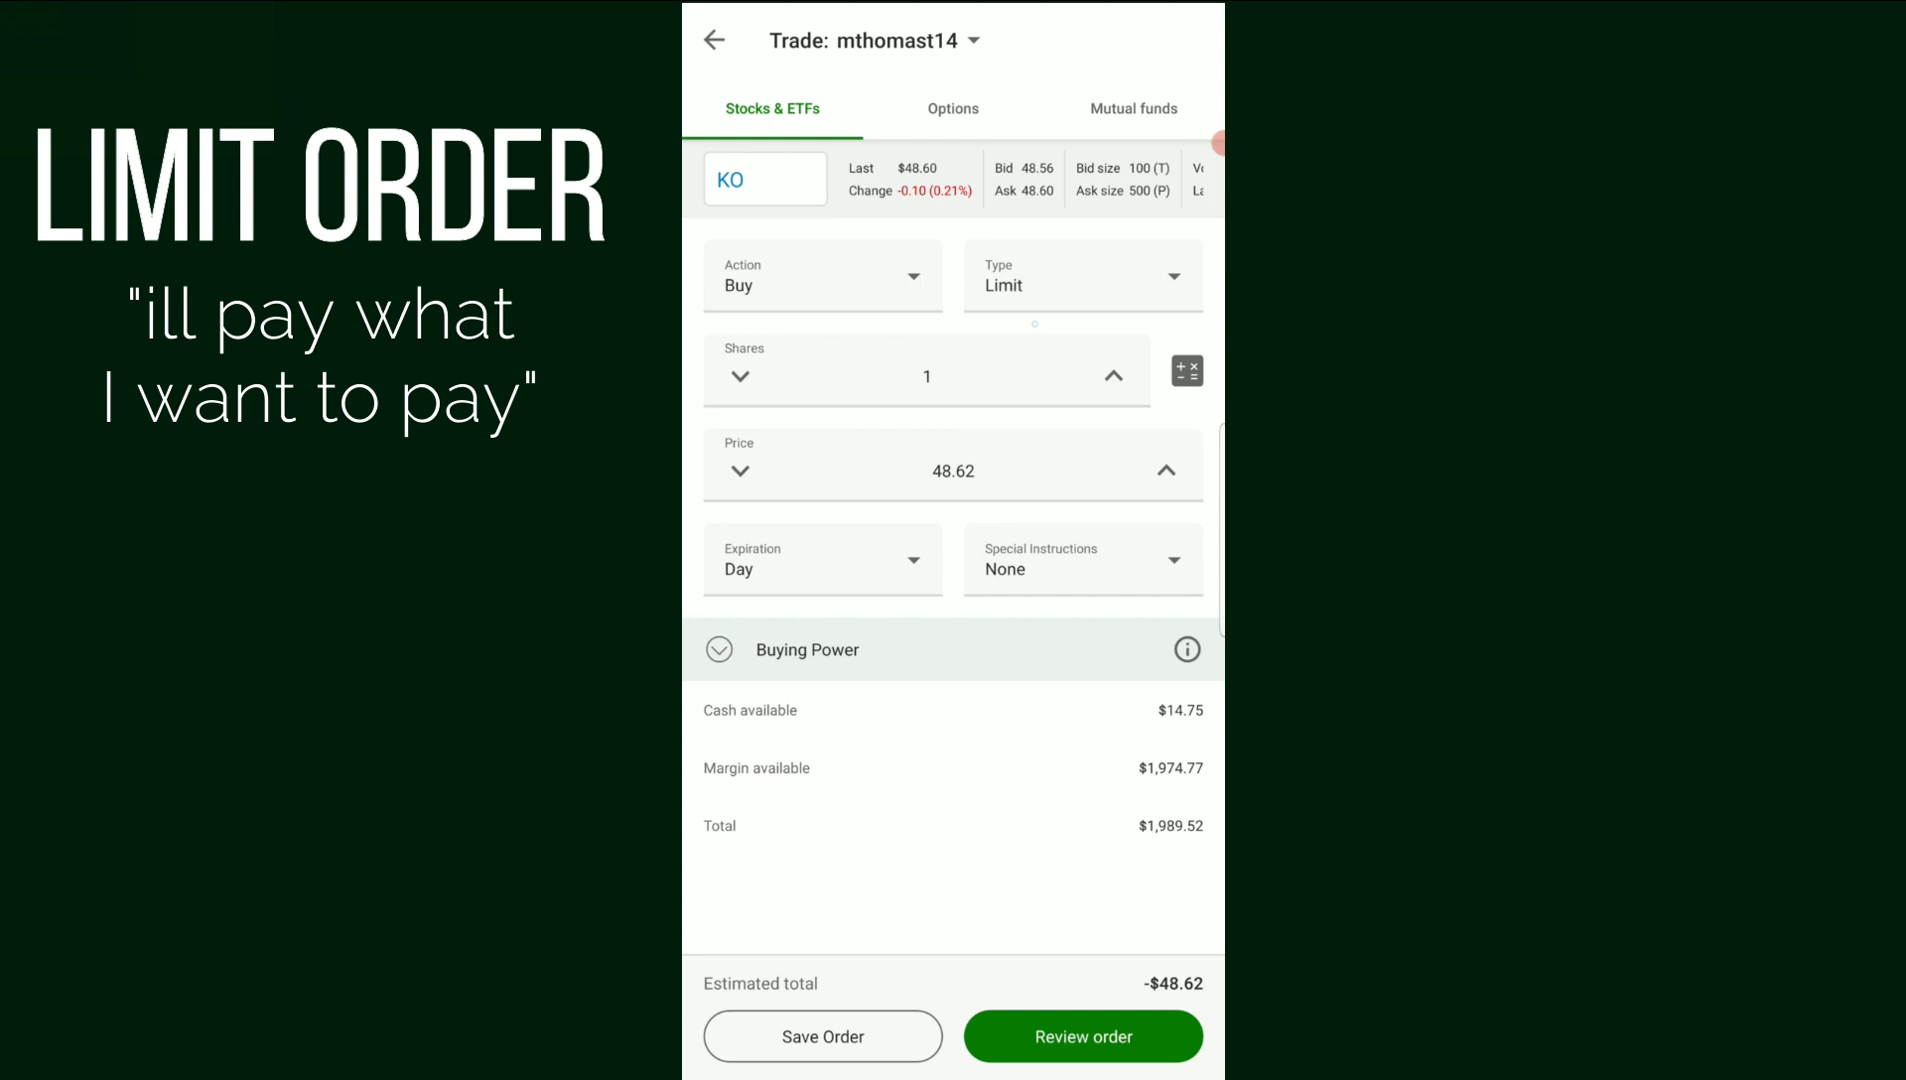 LIMIT ORDER
"ill pay what
I want to pay"
Trade: mthomast14
Stocks & ETFs Options Mutual funds
KO
Last $48.60 Bid 48.56 Bid size 100 (T)
Change -0.10 (0.21%) Ask 48.60 Ask size 500 (P)
Action Type
Buy Limit
Shares
1
Price
48.62
Expiration Special Instructions
Day None
Buying Power
Cash available $14.75
Margin available $1,974.77
Total $1,989.52
Estimated total -$48.62
Save Order Review order